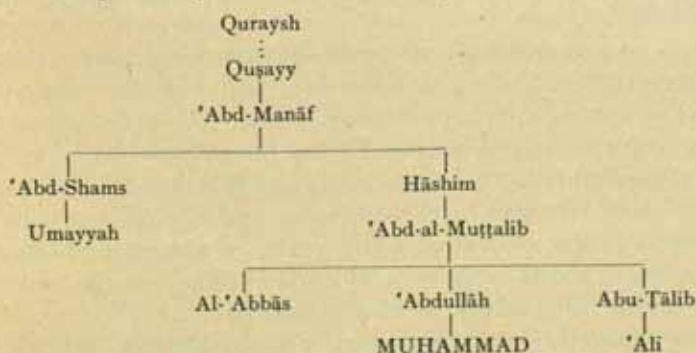 Quraysh
Quṣayy
'Abd-Manāf
'Abd-Shams Hāshim
Umayyah 'Abd-al-Muṭṭalib
Al-'Abbās 'Abdullāh Abu-Ṭālib
MUHAMMAD 'Ali